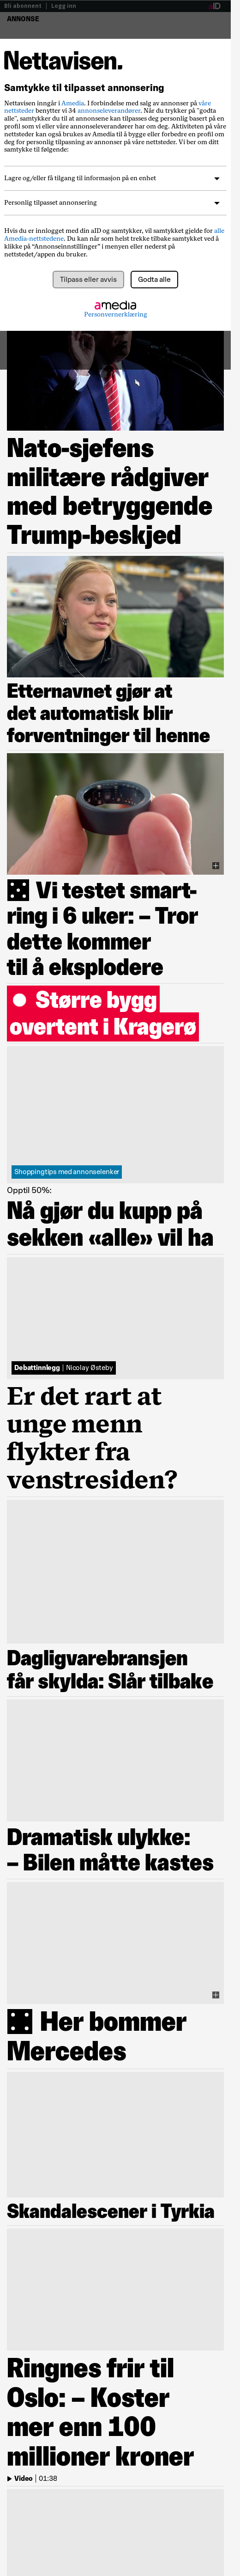 Bli abonnent | Logg inn
ANNONSE
Nettavisen.
Samtykke til tilpasset annonsering
Nettavisen inngår i Amedia. I forbindelse med salg av annonser på våre
nettsteder benytter vi 34 annonseleverandører. Når du trykker på "godta
alle", samtykker du til at annonsene kan tilpasses deg personlig basert på en
profil som vi eller våre annonseleverandører har om deg. Aktiviteten på våre
nettsteder kan også brukes av Amedia til å bygge eller forbedre en profil om
deg for personlig tilpasning av annonser på våre nettsteder. Vi ber om ditt
samtykke til følgende:
Lagre og/eller få tilgang til informasjon på en enhet
Personlig tilpasset annonsering
Hvis du er innlogget med din aID og samtykker, vil samtykket gjelde for alle
Amedia-nettstedene. Du kan når som helst trekke tilbake samtykket ved å
klikke på "Annonseinnstillinger" i menyen eller nederst på
nettstedet/appen du bruker.
Tilpass eller avvis
Godta alle
amedia
Personvernerklæring
Nato-sjefens
militære rådgiver
med betryggende
Trump-beskjed
Etternavnet gjør at
det automatisk blir
forventninger til henne
Vi testet smart-
ring i 6 uker: – Tror
dette kommer
til å eksplodere
Større bygg
overtent i Kragerø
Shoppingtips med annonselenker
Opptil 50%:
Nå gjør du kupp på
sekken «alle» vil ha
Debattinnlegg | Nicolay Østeby
Er det rart at
unge menn
flykter fra
venstresiden?
Dagligvarebransjen
får skylda: Slår tilbake
Dramatisk ulykke:
– Bilen måtte kastes
Her bommer
Mercedes
Skandalescener i Tyrkia
Ringnes frir til
Oslo: – Koster
mer enn 100
millioner kroner
Video | 01:38